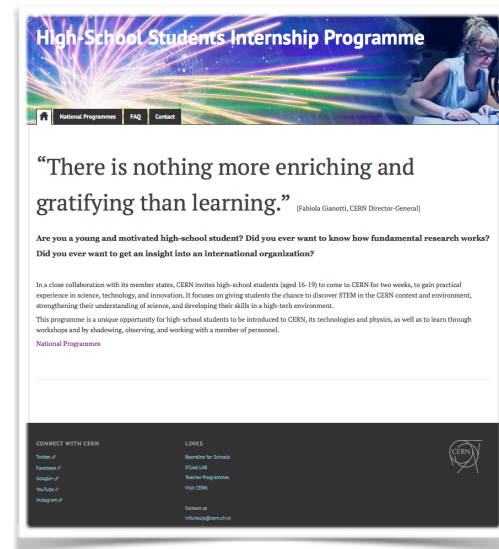 High-School Students Internship Programme
National Programmes FAQ Contact
“There is nothing more enriching and
gratifying than learning.” [Fabiola Gianotti, CERN Director-General]
Are you a young and motivated high-school student? Did you ever want to know how fundamental research works?
Did you ever want to get an insight into an international organization?
In a close collaboration with its member states, CERN invites high-school students (aged 16-19) to come to CERN for two weeks, to gain practical
experience in science, technology, and innovation. It focuses on giving students the chance to discover STEM in the CERN context and environment,
strengthening their understanding of science, and developing their skills in a high-tech environment.
This programme is a unique opportunity for high-school students to be introduced to CERN, its technologies and physics, as well as to learn through
workshops and by shadowing, observing, and working with a member of personnel.
National Programmes
CONNECT WITH CERN
Twitter
Facebook
Google+
YouTube
Instagram
LINKS
Beamline for Schools
S'Cool LAB
Teacher Programmes
Visit CERN
Contact us
info.hssip@cern.ch
CERN